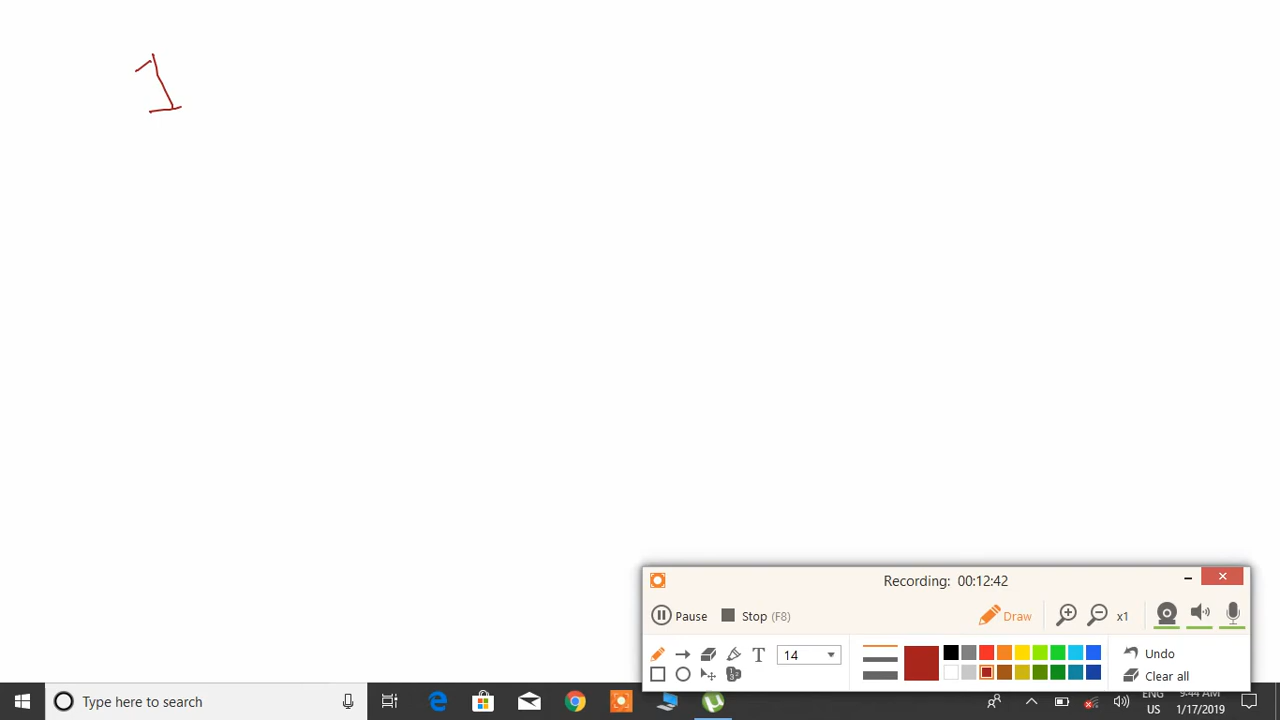 1
Recording: 00:12:42
Pause
Stop (F8)
Draw
x1
14
T
Undo
Clear all
Type here to search
ENG
US
9:44 AM
1/17/2019